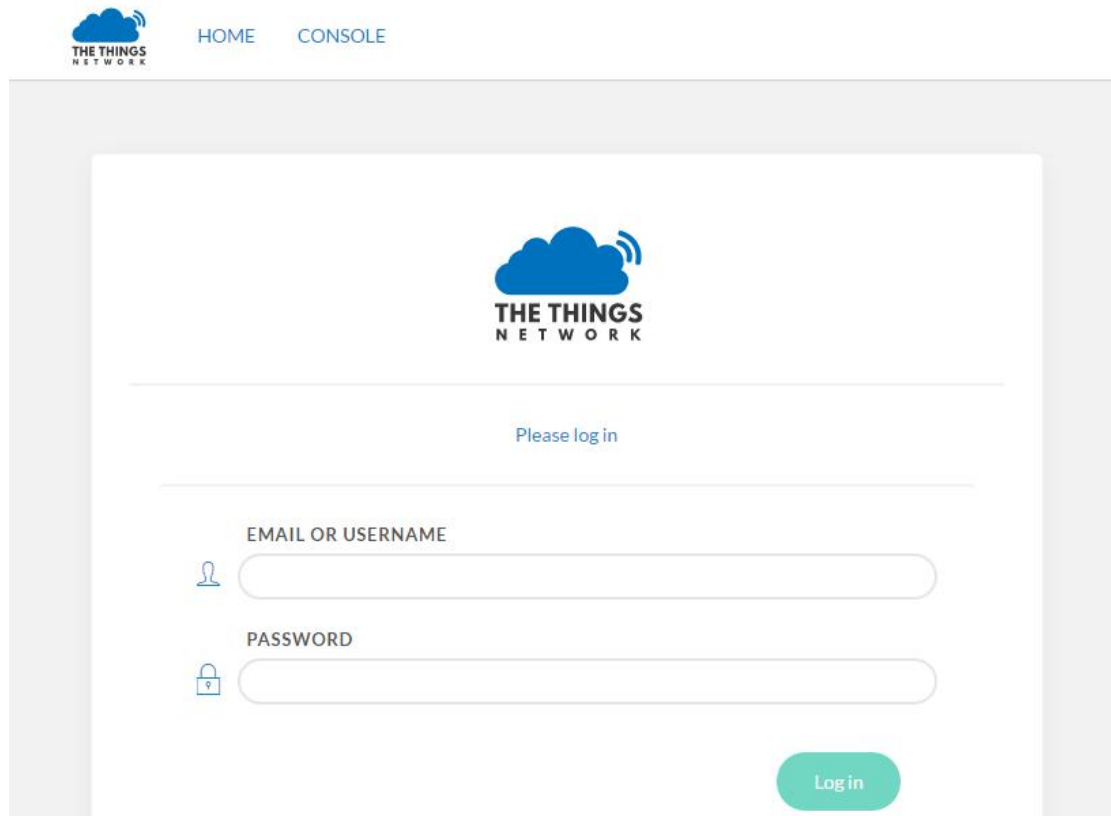 THE THINGS
NETWORK
HOME
CONSOLE
THE THINGS
NETWORK
Please log in
EMAIL OR USERNAME
PASSWORD
Log in